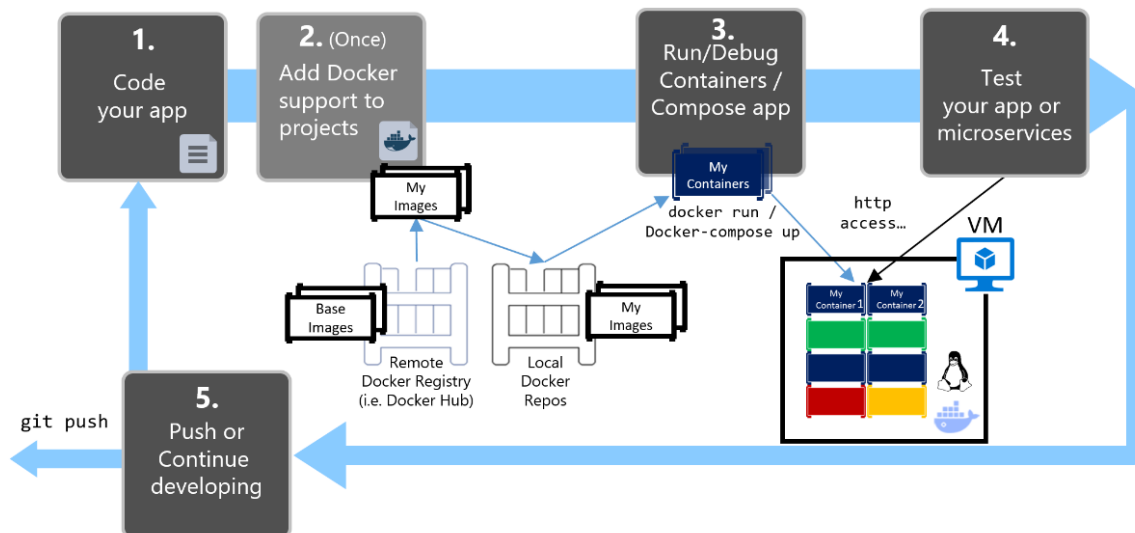 1.
Code
your app
2. (Once)
Add Docker
support to
projects
3.
Run/Debug
Containers /
Compose app
4.
Test
your app or
microservices
My
Images
My
Containers
docker run /
Docker-compose up
http
access…
VM
Base
Images
Remote
Docker Registry
(i.e. Docker Hub)
My
Images
Local
Docker
Repos
My
Container 1
My
Container 2
5.
Push or
Continue
developing
git push